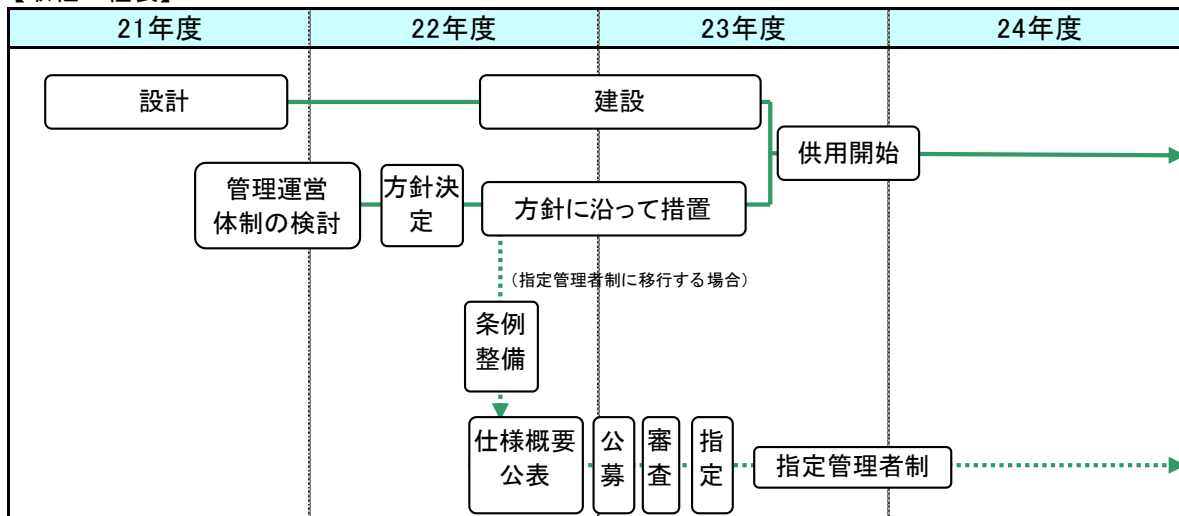 21年度
22年度
23年度
24年度
設計
建設
供用開始
管理運営
体制の検討
方針決
定
方針に沿って措置
（指定管理者制に移行する場合）
条例
整備
仕様概要
公表
公
募
審
査
指
定
指定管理者制